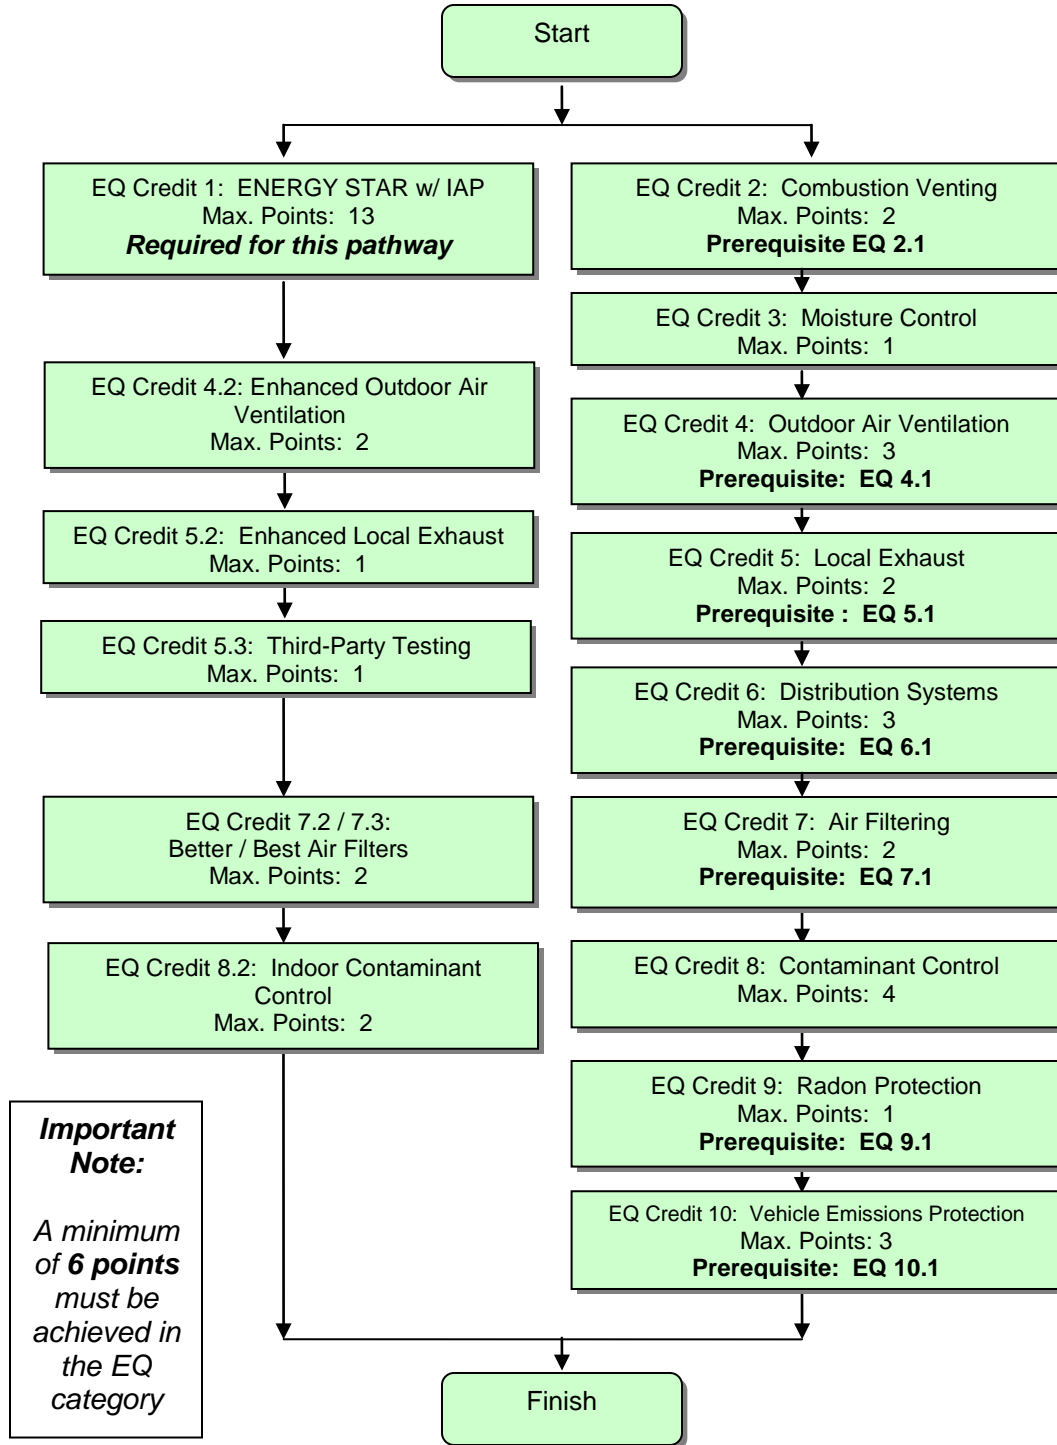 Start
EQ Credit 1: ENERGY STAR w/ IAP
Max. Points: 13
Required for this pathway
EQ Credit 4.2: Enhanced Outdoor Air
Ventilation
Max. Points: 2
EQ Credit 5.2: Enhanced Local Exhaust
Max. Points: 1
EQ Credit 5.3: Third-Party Testing
Max. Points: 1
EQ Credit 7.2 / 7.3:
Better / Best Air Filters
Max. Points: 2
EQ Credit 8.2: Indoor Contaminant
Control
Max. Points: 2
EQ Credit 2: Combustion Venting
Max. Points: 2
Prerequisite EQ 2.1
EQ Credit 3: Moisture Control
Max. Points: 1
EQ Credit 4: Outdoor Air Ventilation
Max. Points: 3
Prerequisite: EQ 4.1
EQ Credit 5: Local Exhaust
Max. Points: 2
Prerequisite : EQ 5.1
EQ Credit 6: Distribution Systems
Max. Points: 3
Prerequisite: EQ 6.1
EQ Credit 7: Air Filtering
Max. Points: 2
Prerequisite: EQ 7.1
EQ Credit 8: Contaminant Control
Max. Points: 4
EQ Credit 9: Radon Protection
Max. Points: 1
Prerequisite: EQ 9.1
EQ Credit 10: Vehicle Emissions Protection
Max. Points: 3
Prerequisite: EQ 10.1
Important
Note:
A minimum
of 6 points
must be
achieved in
the EQ
category
Finish